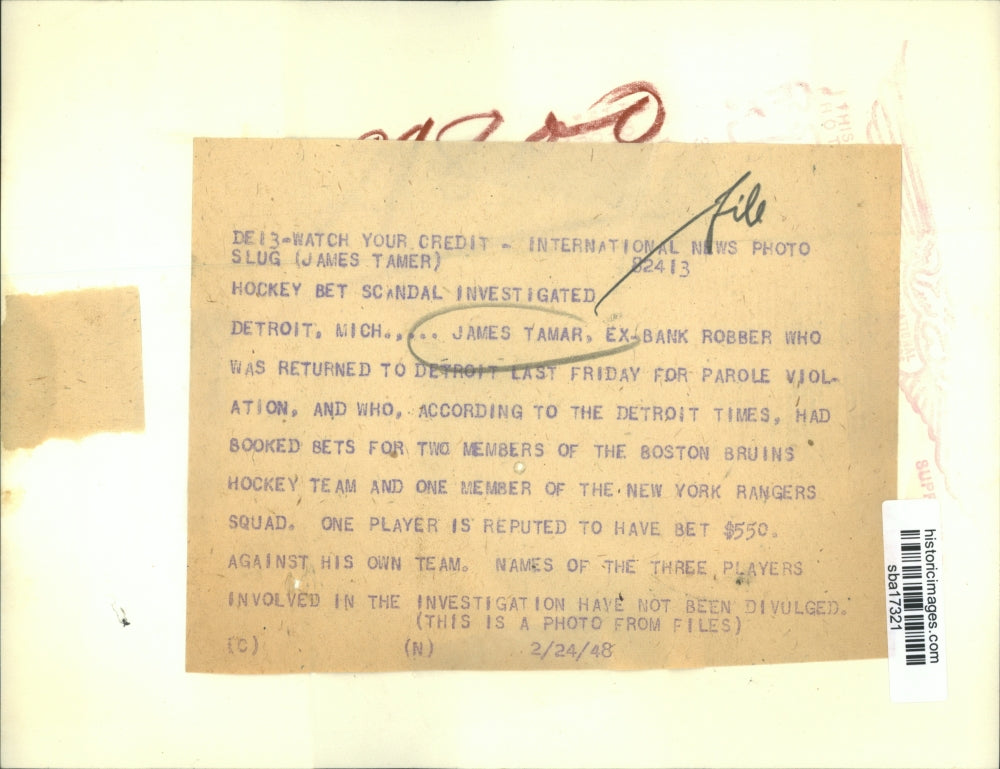 file
DE13-WATCH YOUR CREDIT - INTERNATIONAL NEWS PHOTO
SLUG (JAMES TAMER) 82413
HOCKEY BET SCANDAL INVESTIGATED
DETROIT, MICH.,... JAMES TAMAR, EX-BANK ROBBER WHO
WAS RETURNED TO DETROIT LAST FRIDAY FOR PAROLE VIOL-
ATION, AND WHO, ACCORDING TO THE DETROIT TIMES, HAD
BOOKED BETS FOR TWO MEMBERS OF THE BOSTON BRUINS
HOCKEY TEAM AND ONE MEMBER OF THE NEW YORK RANGERS
SQUAD. ONE PLAYER IS REPUTED TO HAVE BET $550.
AGAINST HIS OWN TEAM. NAMES OF THE THREE PLAYERS
INVOLVED IN THE INVESTIGATION HAVE NOT BEEN DIVULGED.
(THIS IS A PHOTO FROM FILES)
(C) (N) 2/24/48
historicimages.com
sba17321
THIS
SUPP